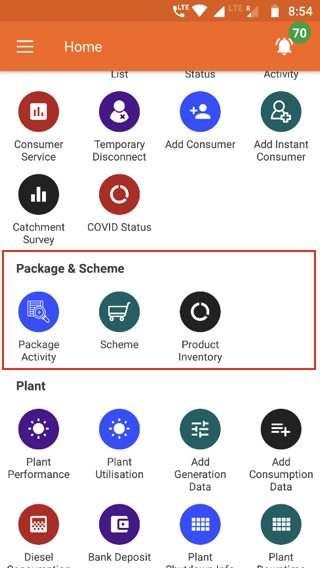 LTE LTE R 8:54
Home 70
List Status Activity
Consumer Service Temporary Disconnect Add Consumer Add Instant Consumer
Catchment Survey COVID Status
Package & Scheme
Package Activity Scheme Product Inventory
Plant
Plant Performance Plant Utilisation Add Generation Data Add Consumption Data
Diesel Consumption Bank Deposit Plant Shutdown Info Plant Downtime